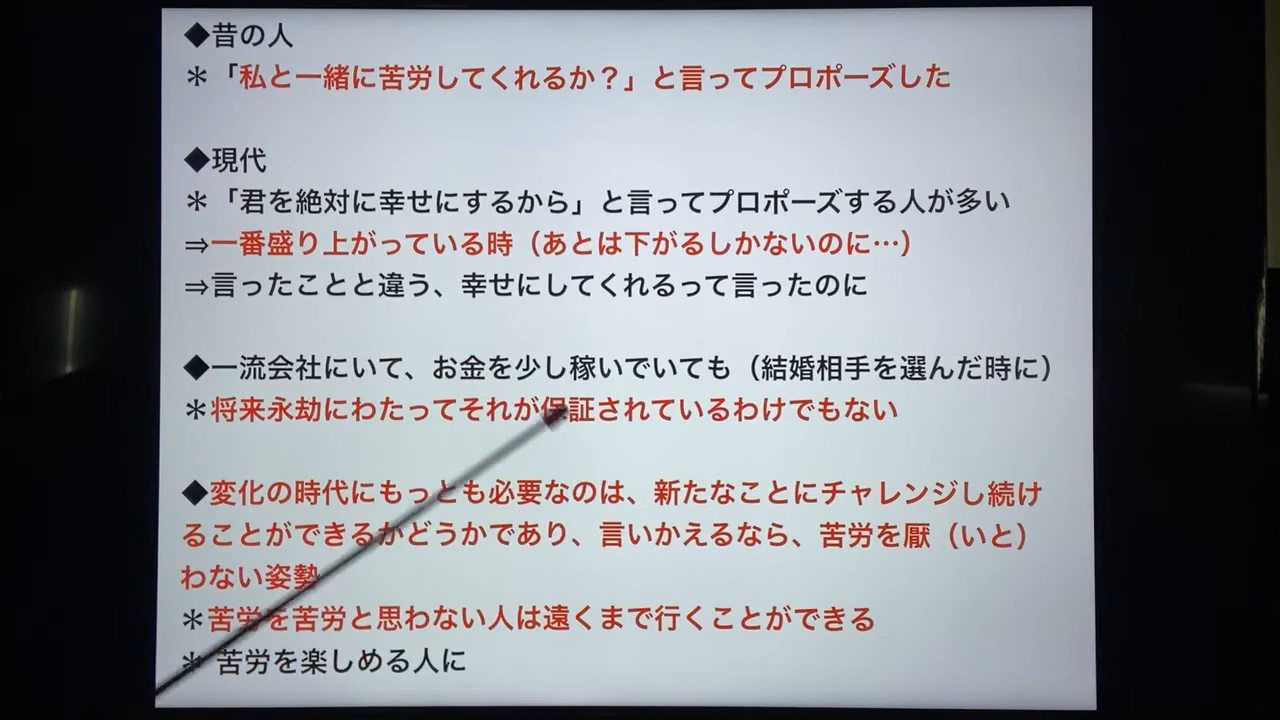 ◆昔の人
＊「私と一緒に苦労してくれるか？」と言ってプロポーズした
◆現代
＊「君を絶対に幸せにするから」と言ってプロポーズする人が多い
⇒一番盛り上がっている時（あとは下がるしかないのに…）
⇒言ったことと違う、幸せにしてくれるって言ったのに
◆一流会社にいて、お金を少し稼いでいても（結婚相手を選んだ時に）
＊将来永劫にわたってそれが保証されているわけでもない
◆変化の時代にもっとも必要なのは、新たなことにチャレンジし続け
ることができるかどうかであり、言いかえるなら、苦労を厭（いと）
わない姿勢
＊苦労を苦労と思わない人は遠くまで行くことができる
＊ 苦労を楽しめる人に